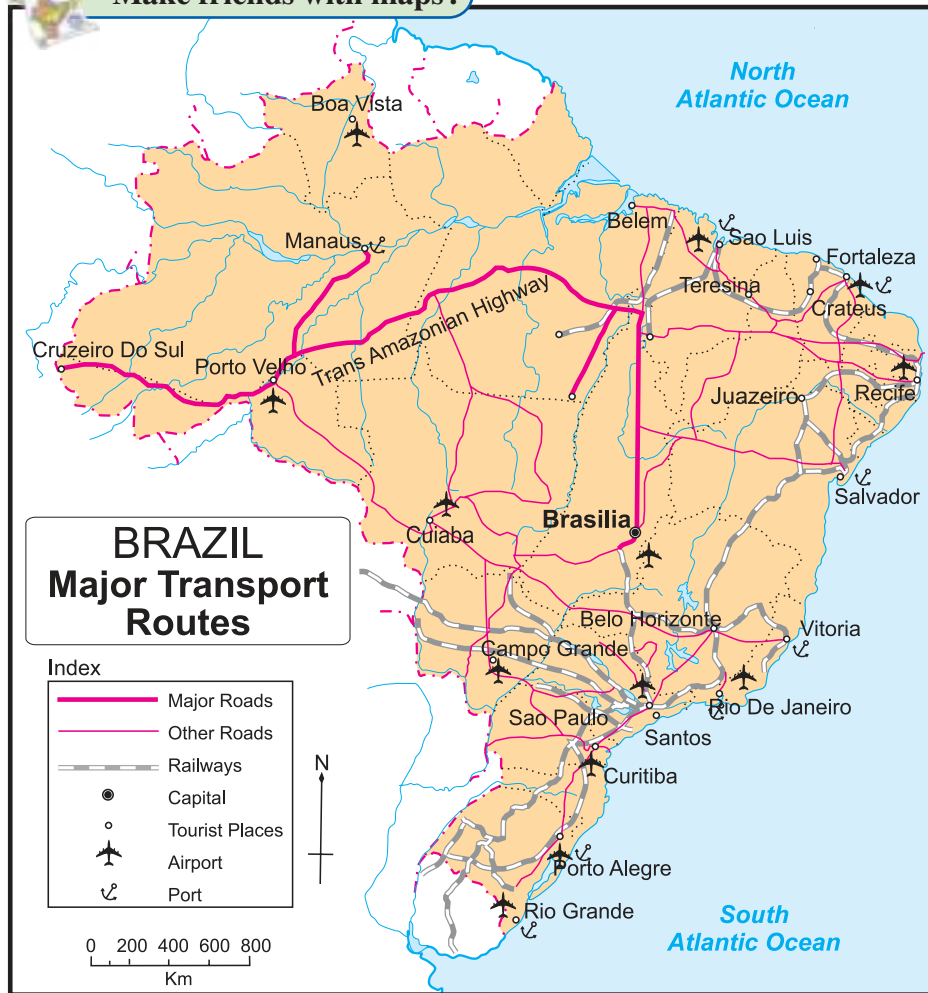 Make friends with maps!
North
Atlantic Ocean
Boa Vista
Belem
Manaus
Sao Luis
Fortaleza
Teresina
Crateus
Trans Amazonian Highway
Cruzeiro Do Sul
Porto Velho
Juazeiro
Recife
Salvador
Brasilia
Cuiaba
BRAZIL
Major Transport
Routes
Belo Horizonte
Vitoria
Campo Grande
Rio De Janeiro
Sao Paulo
Santos
Curitiba
Porto Alegre
Rio Grande
Index
Major Roads
Other Roads
Railways
Capital
Tourist Places
Airport
Port
N
0 200 400 600 800
Km
South
Atlantic Ocean